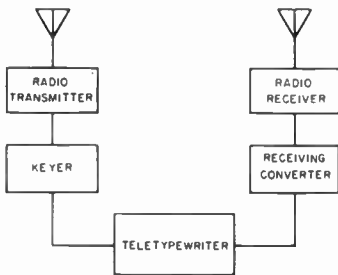 RADIO
TRANSMITTER
RADIO
RECEIVER
KEYER
RECEIVING
CONVERTER
TELETYPEWRITER